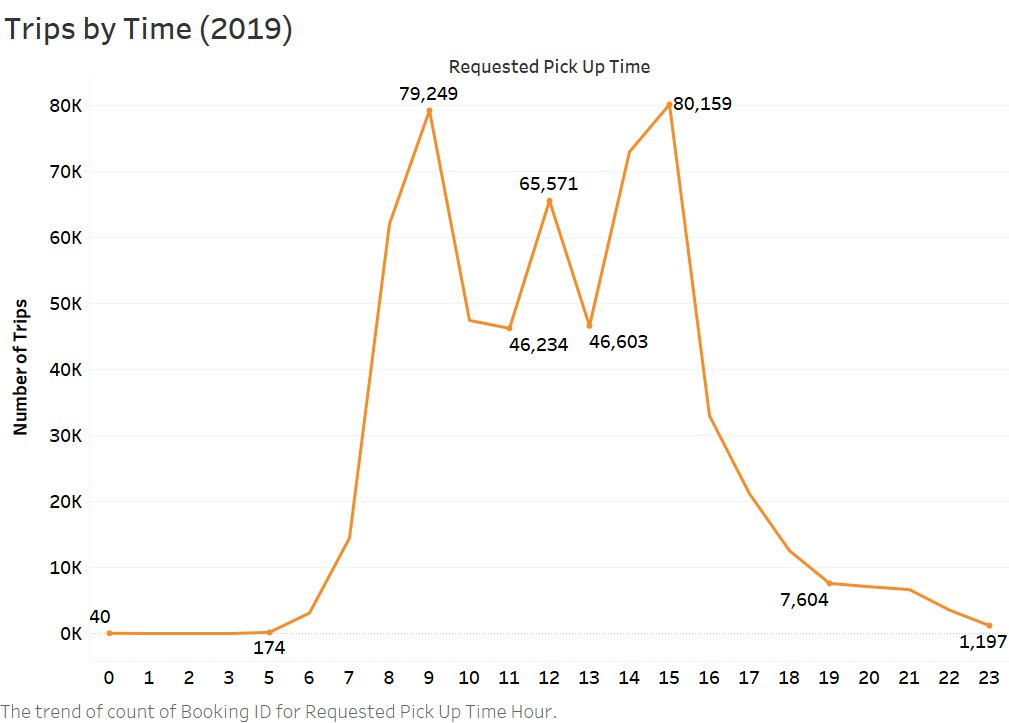 Trips by Time (2019)
Requested Pick Up Time
79,249
80,159
80K
70K
65,571
60K
50K
46,234
46,603
40K
30K
20K
10K
7,604
40
0K
174
1,197
Number of Trips
0 1 2 3 5 6 7 8 9 10 11 12 13 14 15 16 17 18 19 20 21 22 23
The trend of count of Booking ID for Requested Pick Up Time Hour.